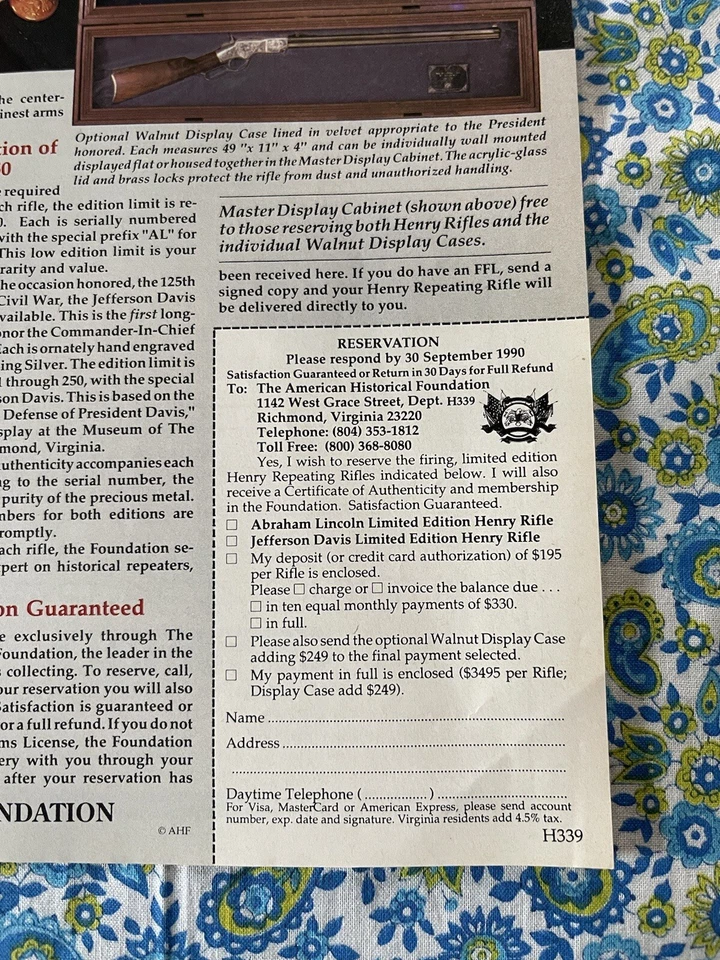 Optional Walnut Display Case lined in velvet appropriate to the President
honored. Each measures 49 "x 11" x 4" and can be individually wall mounted
displayed flat or housed together in the Master Display Cabinet. The acrylic-glass
lid and brass locks protect the rifle from dust and unauthorized handling.
he center-
inest arms
tion of
0
e required
ch rifle, the edition limit is re-
0. Each is serially numbered
with the special prefix "AL" for
This low edition limit is your
rarity and value.
he occasion honored, the 125th
Civil War, the Jefferson Davis
vailable. This is the first long-
onor the Commander-In-Chief
Each is ornately hand engraved
ing Silver. The edition limit is
l through 250, with the special
son Davis. This is based on the
Defense of President Davis,"
splay at the Museum of The
mond, Virginia.
uthenticity accompanies each
ng to the serial number, the
purity of the precious metal.
mbers for both editions are
romptly.
ach rifle, the Foundation se-
xpert on historical repeaters,
on Guaranteed
e exclusively through The
Foundation, the leader in the
s collecting. To reserve, call,
our reservation you will also
Satisfaction is guaranteed or
or a full refund. If you do not
ms License, the Foundation
ery with you through your
after your reservation has
NDATION
© AHF
Master Display Cabinet (shown above) free
to those reserving both Henry Rifles and the
individual Walnut Display Cases.
been received here. If you do have an FFL, send a
signed copy and your Henry Repeating Rifle will
be delivered directly to you.
RESERVATION
Please respond by 30 September 1990
Satisfaction Guaranteed or Return in 30 Days for Full Refund
To: The American Historical Foundation
1142 West Grace Street, Dept. H339
Richmond, Virginia 23220
Telephone: (804) 353-1812
Toll Free: (800) 368-8080
Yes, I wish to reserve the firing, limited edition
Henry Repeating Rifles indicated below. I will also
receive a Certificate of Authenticity and membership
in the Foundation. Satisfaction Guaranteed.
☐ Abraham Lincoln Limited Edition Henry Rifle
☐ Jefferson Davis Limited Edition Henry Rifle
☐ My deposit (or credit card authorization) of $195
per Rifle is enclosed.
Please ☐ charge or ☐ invoice the balance due . . .
☐ in ten equal monthly payments of $330.
☐ in full.
☐ Please also send the optional Walnut Display Case
adding $249 to the final payment selected.
☐ My payment in full is enclosed ($3495 per Rifle;
Display Case add $249).
Name
Address
Daytime Telephone (................)
For Visa, MasterCard or American Express, please send account
number, exp. date and signature. Virginia residents add 4.5% tax.
H339